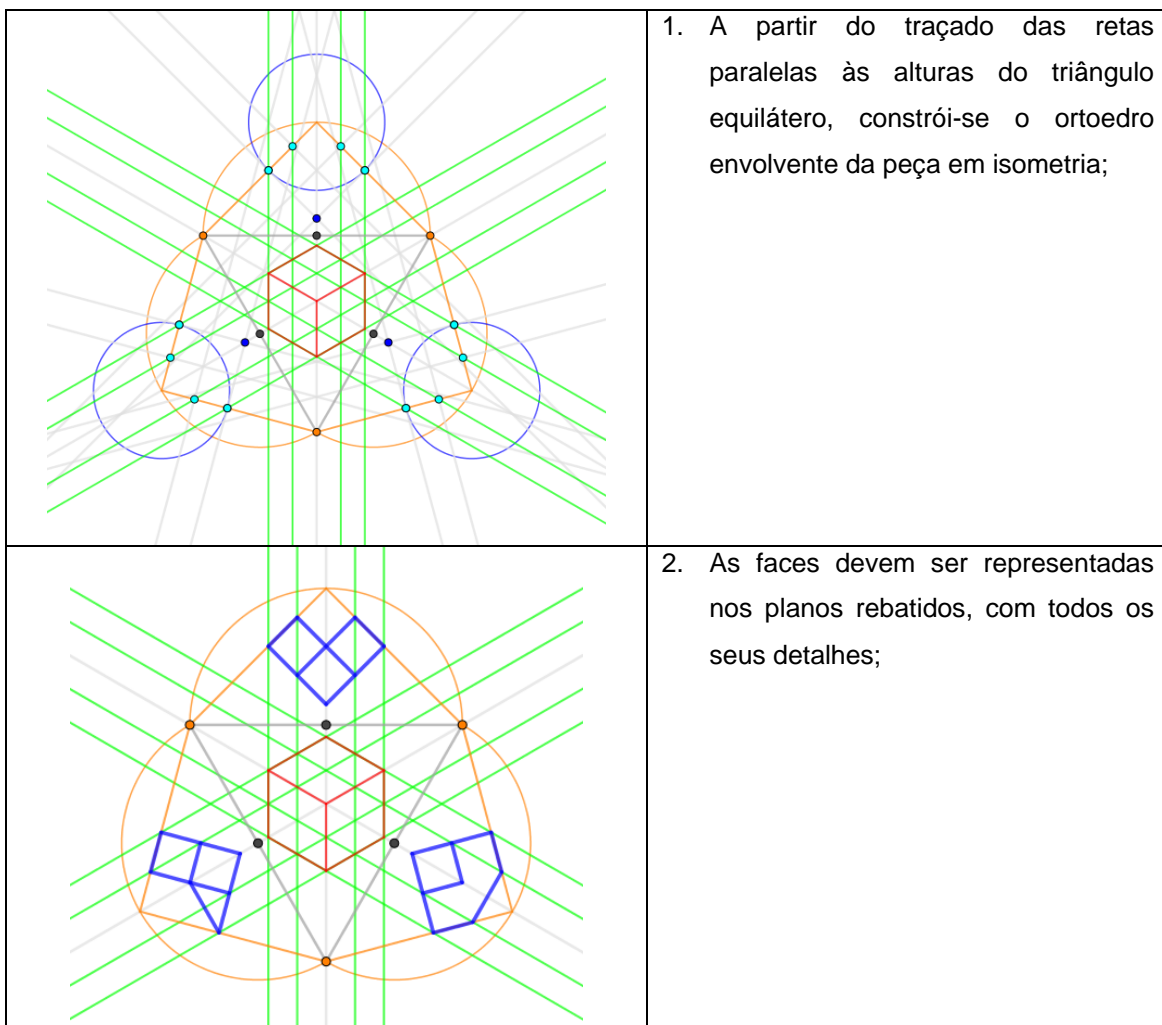 1. A partir do traçado das retas
paralelas às alturas do triângulo
equilátero, constrói-se o ortoedro
envolvente da peça em isometria;
2. As faces devem ser representadas
nos planos rebatidos, com todos os
seus detalhes;